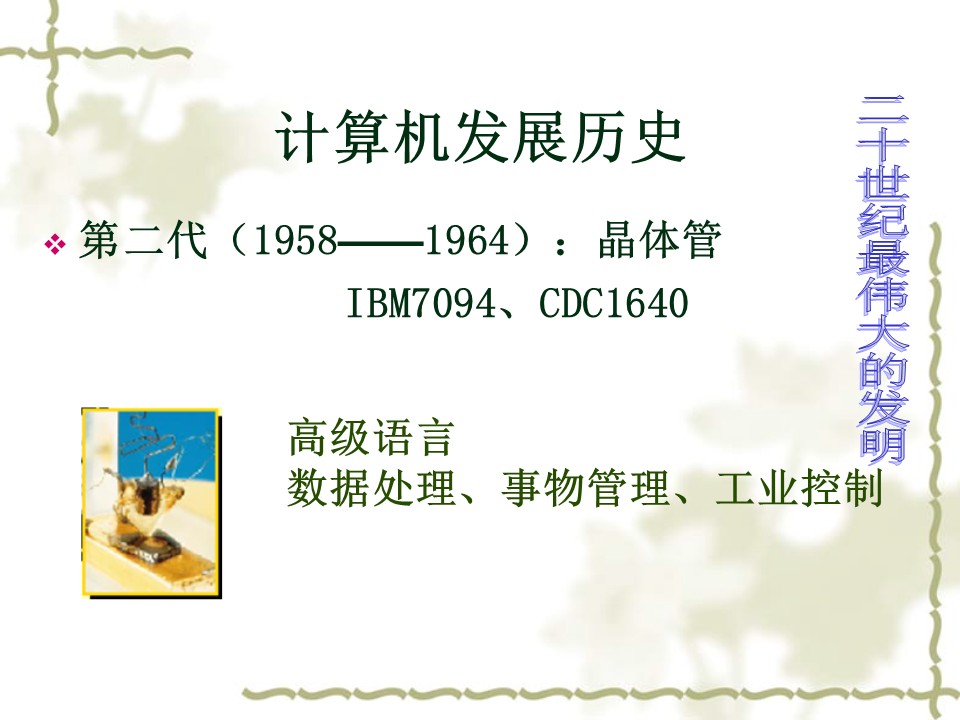 计算机发展历史
第二代（1958——1964）：晶体管
IBM7094、CDC1640
高级语言
数据处理、事物管理、工业控制
二十世纪最伟大的发明